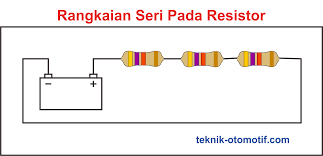 Rangkaian Seri Pada Resistor
− +
teknik-otomotif.com